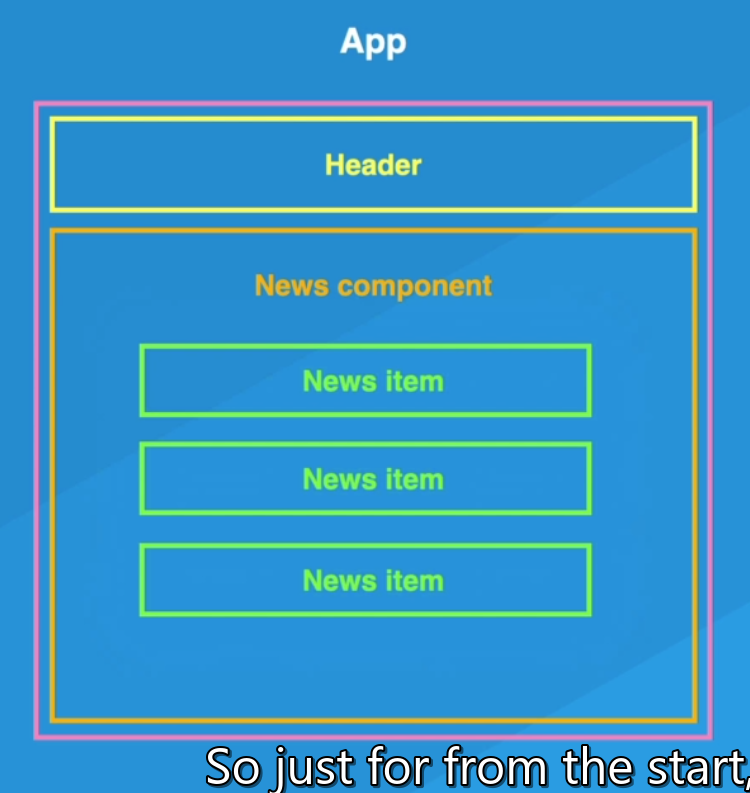 App
Header
News component
News item
News item
News item
So just for from the start,